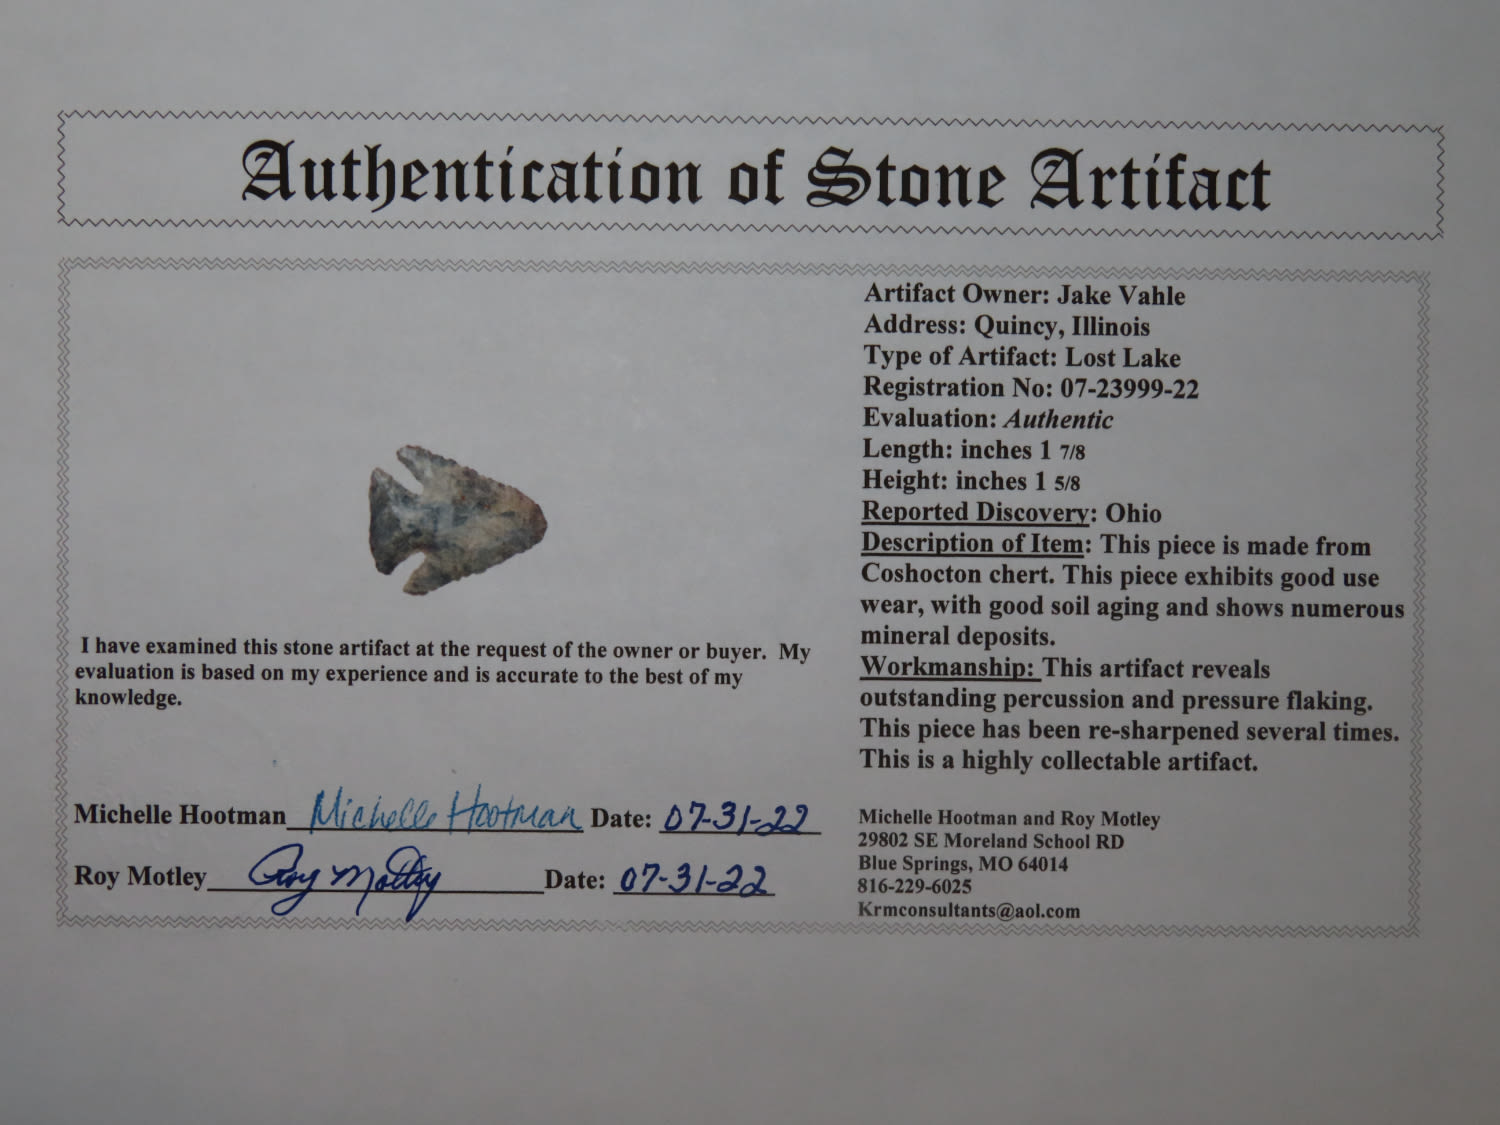 Authentication of Stone Artifact
Artifact Owner: Jake Vahle
Address: Quincy, Illinois
Type of Artifact: Lost Lake
Registration No: 07-23999-22
Evaluation: Authentic
Length: inches 1 7/8
Height: inches 1 5/8
Reported Discovery: Ohio
Description of Item: This piece is made from
Coshocton chert. This piece exhibits good use
wear, with good soil aging and shows numerous
mineral deposits.
Workmanship: This artifact reveals
outstanding percussion and pressure flaking.
This piece has been re-sharpened several times.
This is a highly collectable artifact.
I have examined this stone artifact at the request of the owner or buyer. My
evaluation is based on my experience and is accurate to the best of my
knowledge.
Michelle Hootman Michelle Hootman Date: 07-31-22
Roy Motley Roy Motley Date: 07-31-22
Michelle Hootman and Roy Motley
29802 SE Moreland School RD
Blue Springs, MO 64014
816-229-6025
Krmconsultants@aol.com